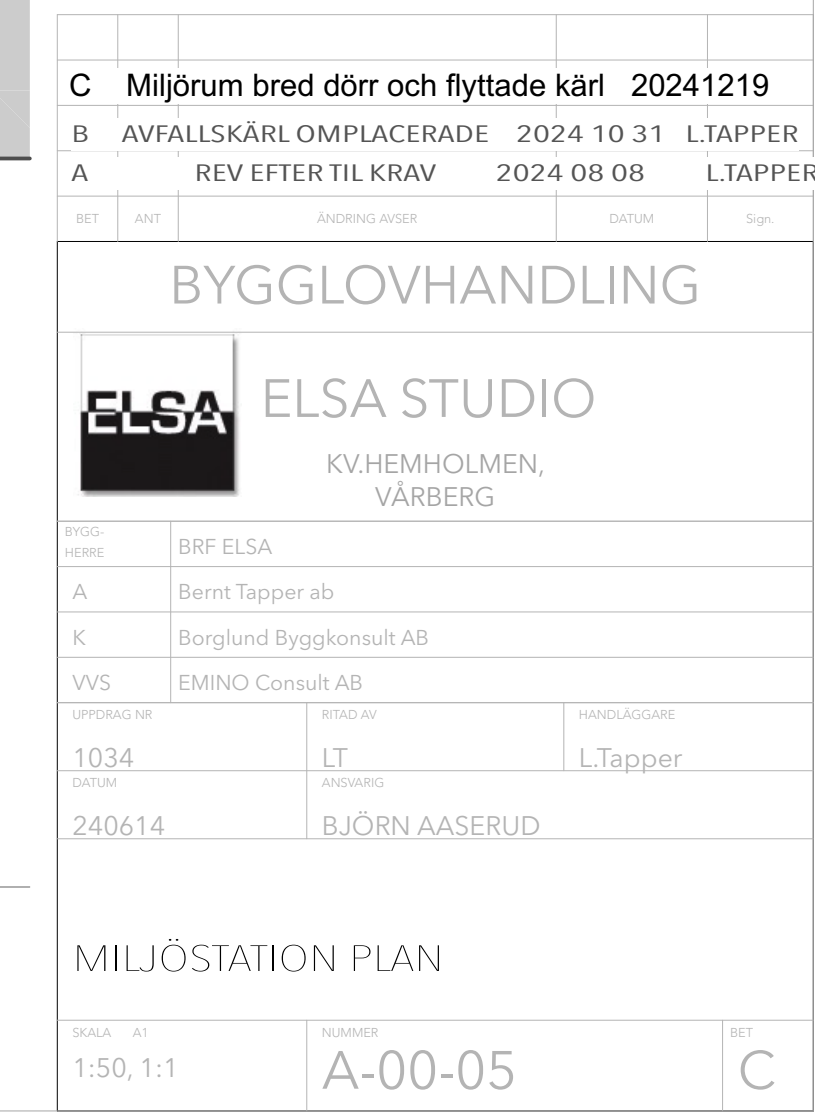 C Miljörum bred dörr och flyttade kärl 20241219
B AVFALLSKÄRL OMPLACERADE 2024 10 31 L.TAPPER
A REV EFTER TIL KRAV 2024 08 08 L.TAPPER
BET ANT ÄNDRING AVSER DATUM Sign.
BYGGLOVHANDLING
ELSA
ELSA STUDIO
KV.HEMHOLMEN,
VÅRBERG
BYGG-
HERRE BRF ELSA
A Bernt Tapper ab
K Borglund Byggkonsult AB
VVS EMINO Consult AB
UPPDRAG NR RITAD AV HANDLÄGGARE
1034 LT L.Tapper
DATUM ANSVARIG
240614 BJÖRN AASERUD
MILJÖSTATION PLAN
SKALA A1 NUMMER BET
1:50, 1:1 A-00-05 C